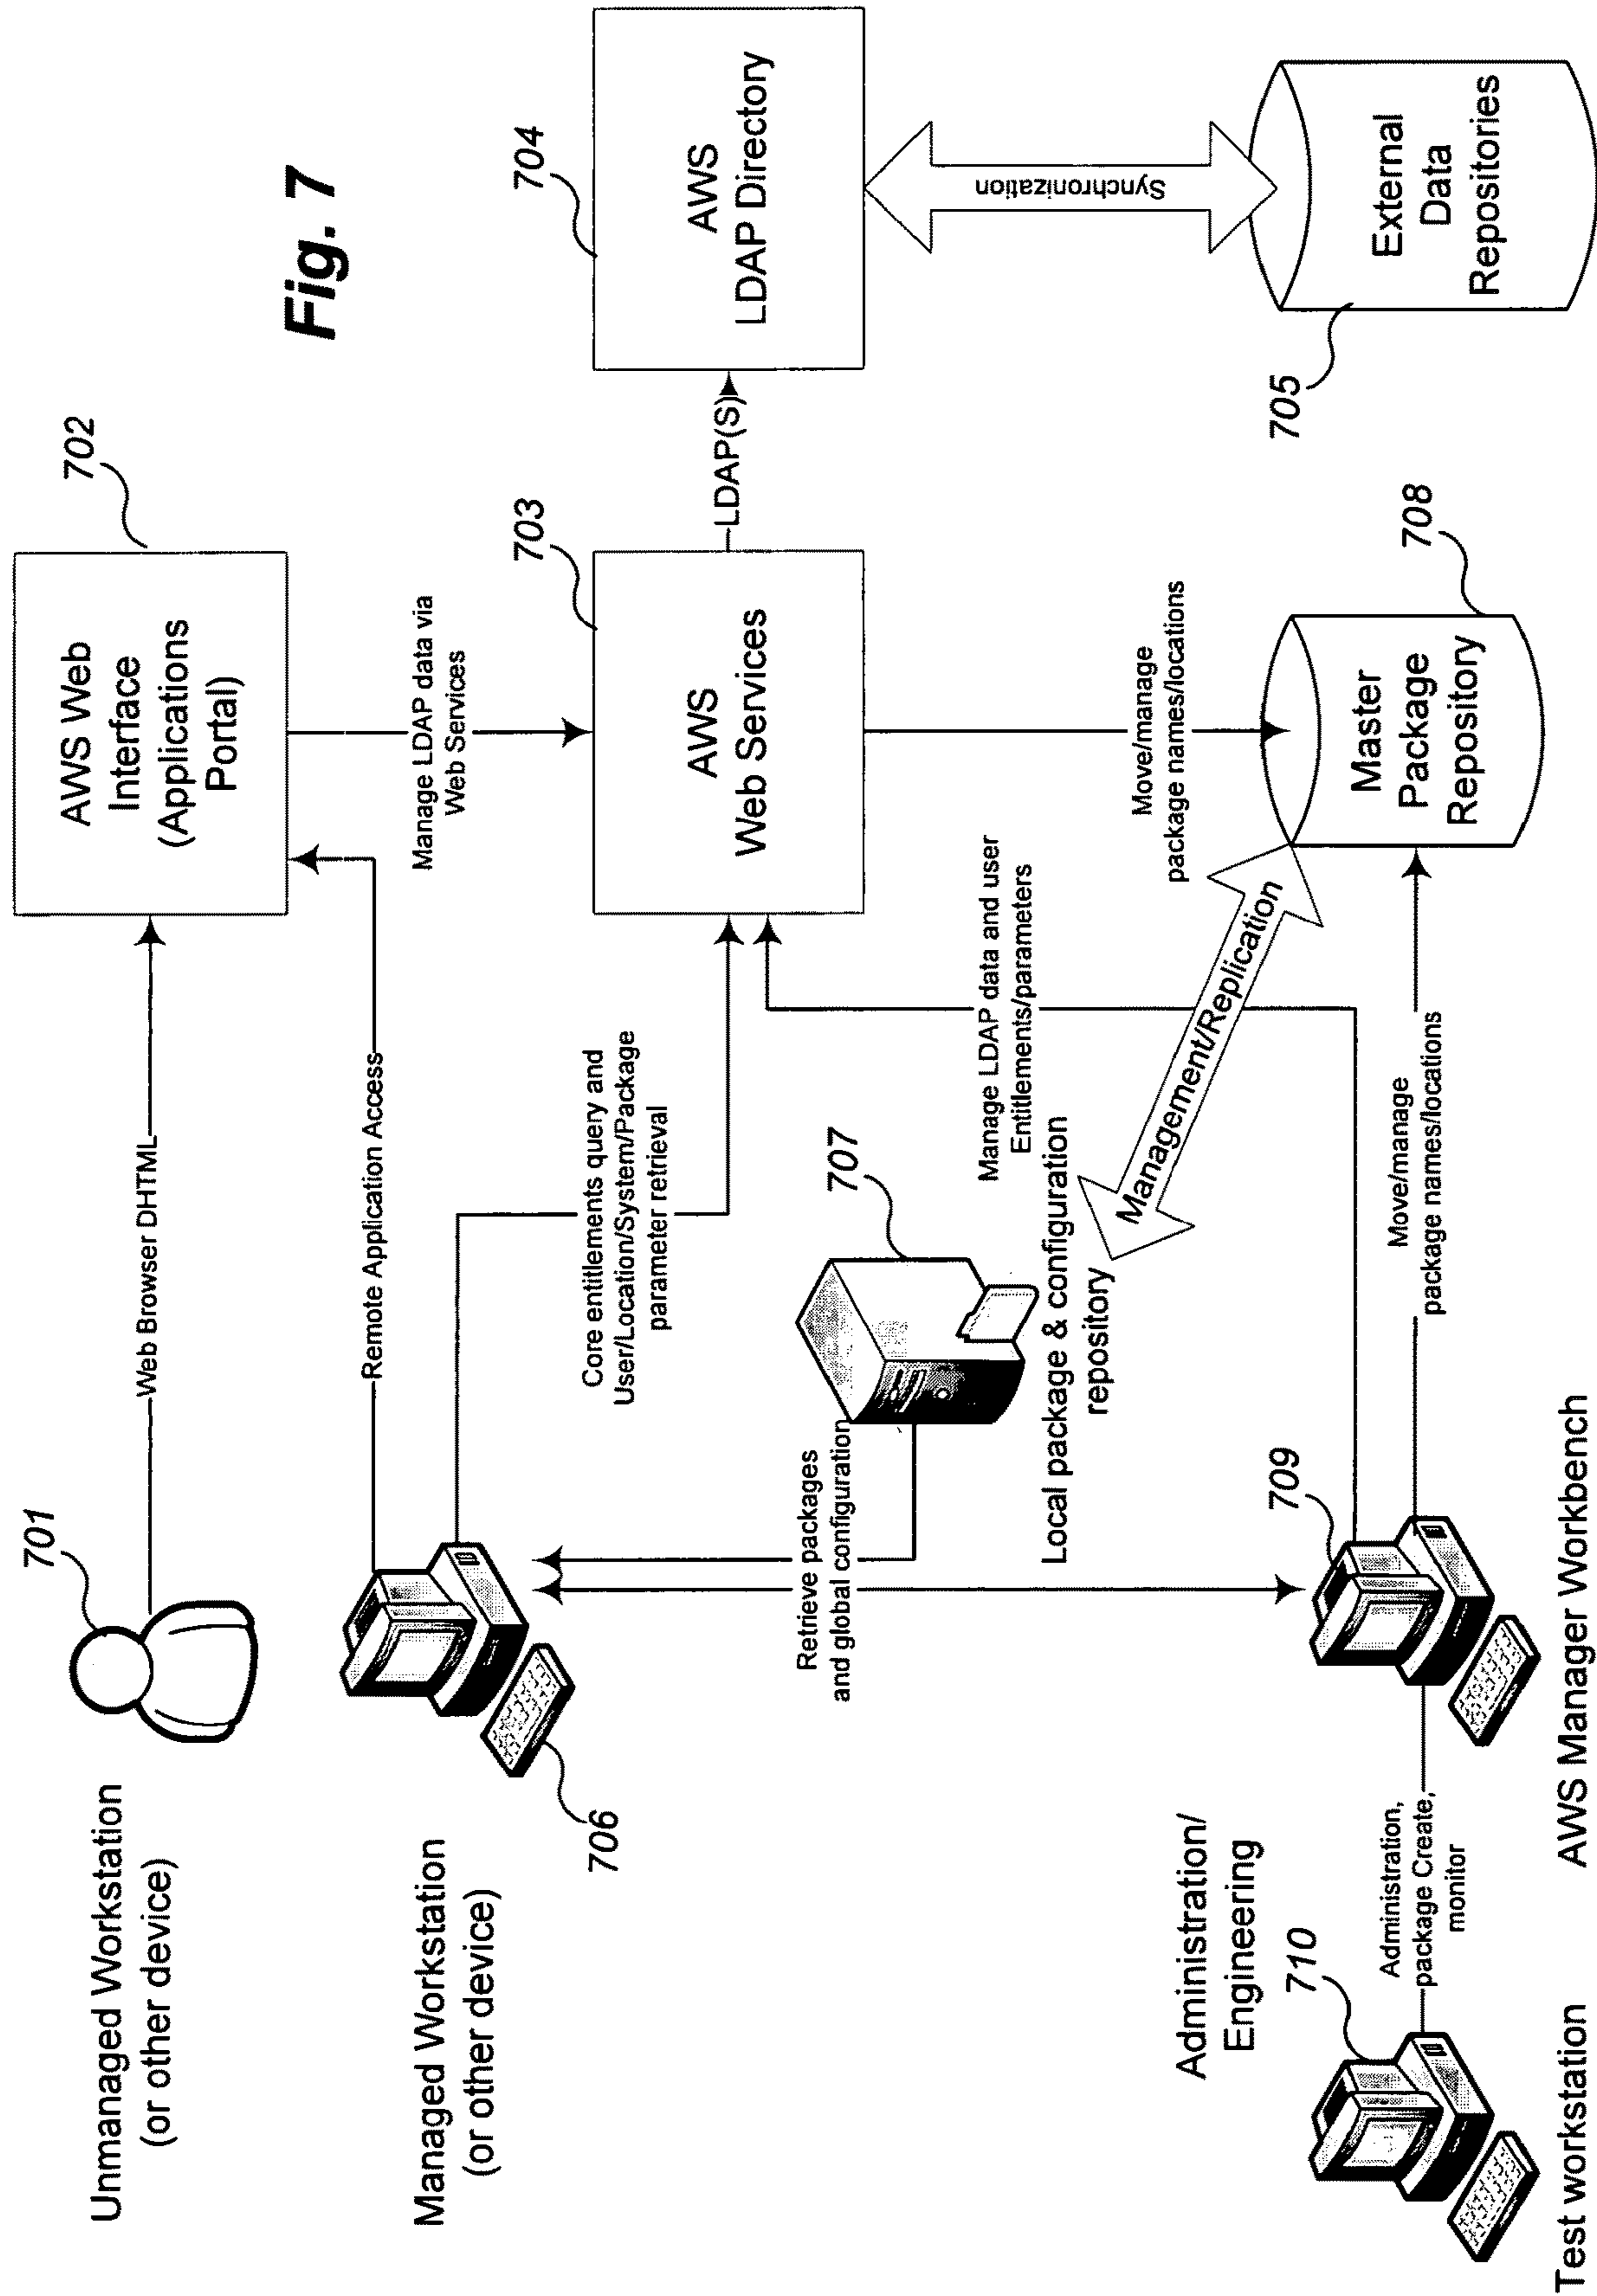 Fig. 7
Unmanaged Workstation
(or other device)
701
Web Browser DHTML
702
AWS Web
Interface
(Applications
Portal)
Managed Workstation
(or other device)
706
Remote Application Access
Manage LDAP data via
Web Services
Core entitlements query and
User/Location/System/Package
parameter retrieval
703
AWS
Web Services
LDAP(S)
704
AWS
LDAP Directory
Synchronization
705
External
Data
Repositories
Retrieve packages
and global configuration
707
Local package & configuration
repository
Manage LDAP data and user
Entitlements/parameters
Management/Replication
Move/manage
package names/locations
708
Master
Package
Repository
Administration/
Engineering
710
Test workstation
Administration,
package Create,
monitor
709
AWS Manager Workbench
Move/manage
package names/locations